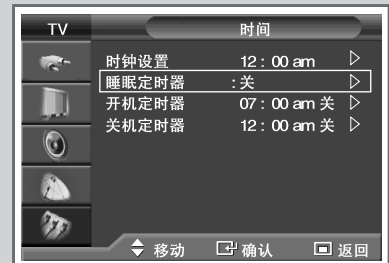 TV 时间
时钟设置 12 : 00 am
睡眠定时器 : 关
开机定时器 07 : 00 am 关
关机定时器 12 : 00 am 关
移动 确认 返回